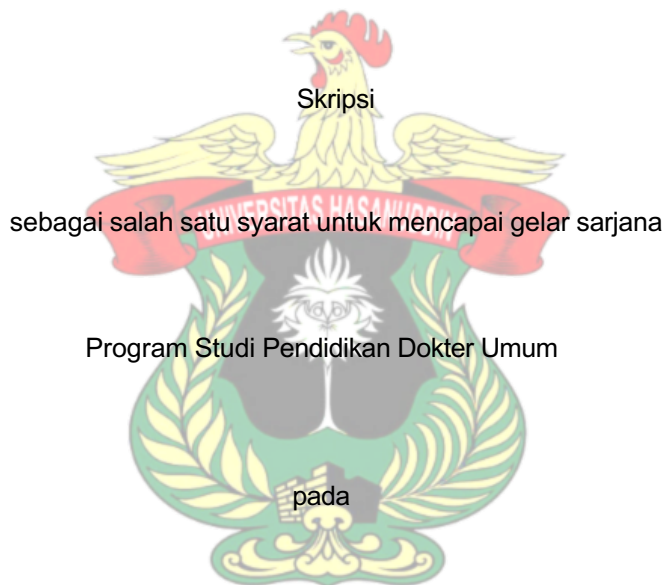 Skripsi
UNIVERSITAS HASANUDDIN
sebagai salah satu syarat untuk mencapai gelar sarjana
Program Studi Pendidikan Dokter Umum
pada